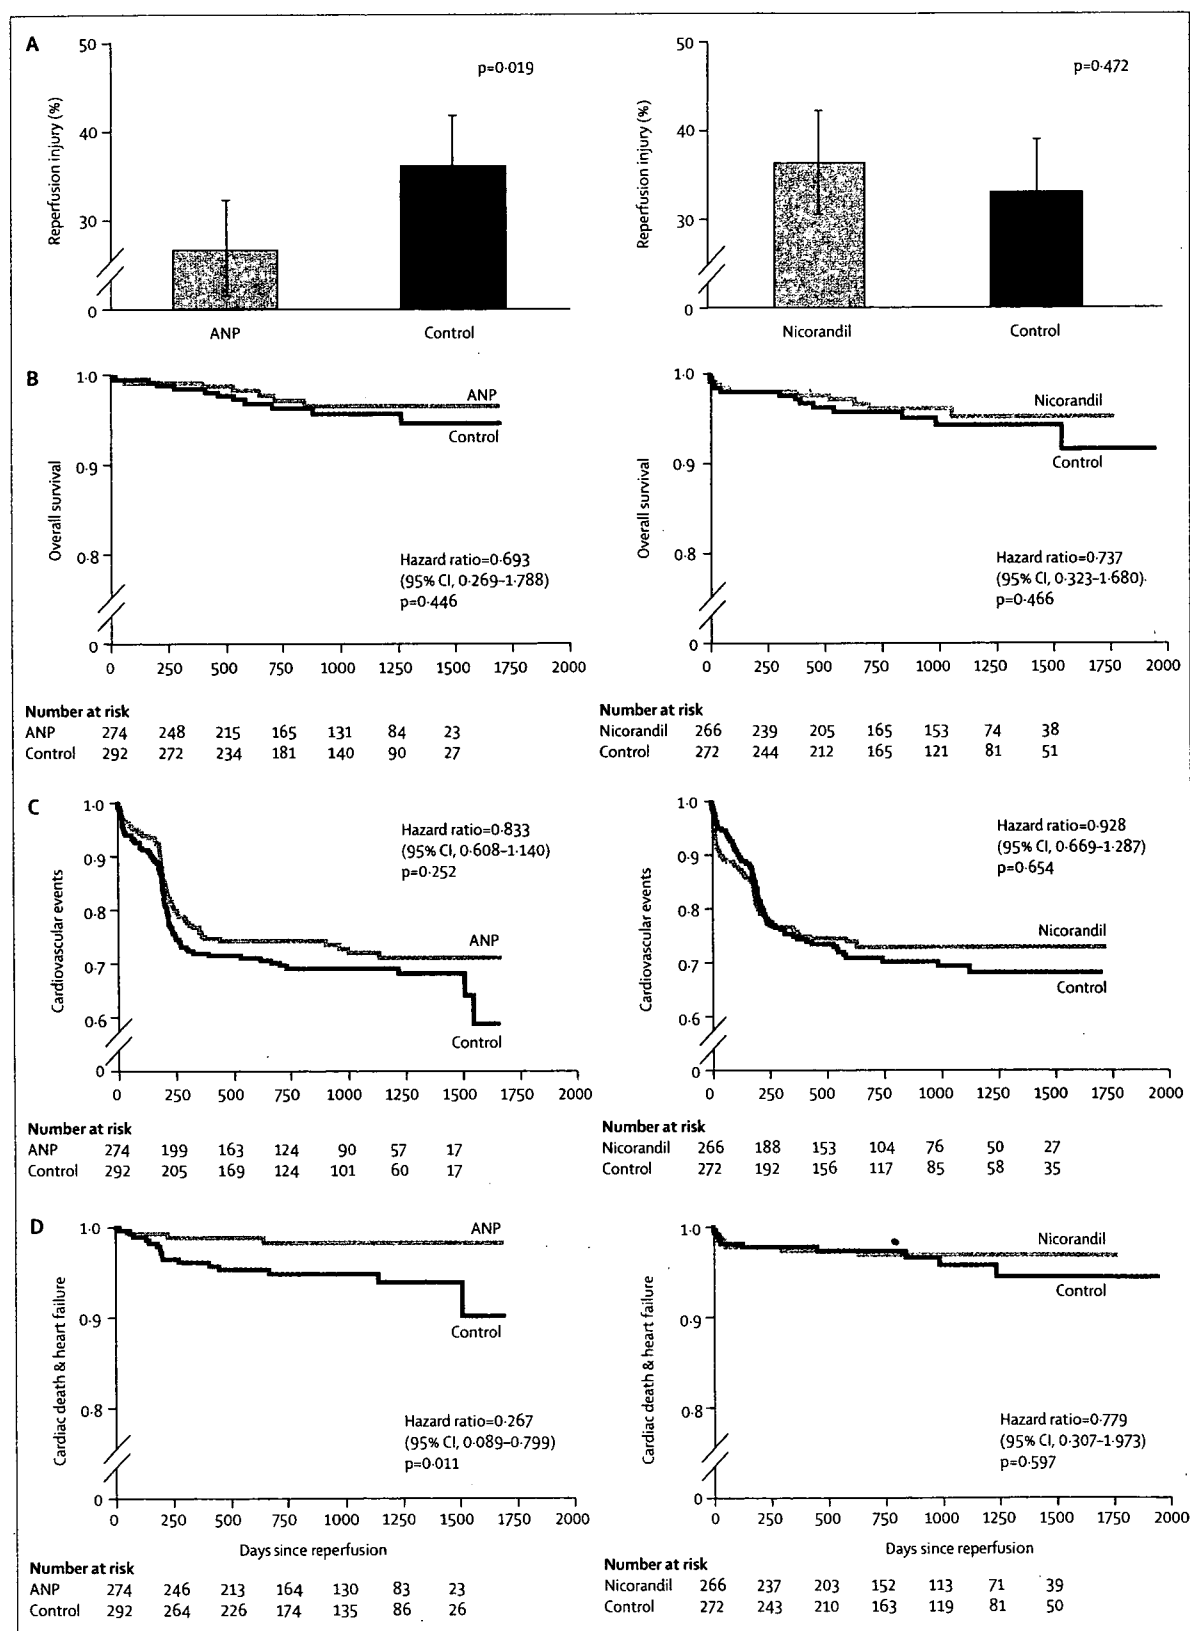 A
50
40
30
0
Reperfusion injury (%)
p=0·019
ANP
Control
50
40
30
0
Reperfusion injury (%)
p=0·472
Nicorandil
Control
B
1·0
0·9
0·8
0
Overall survival
ANP
Control
Hazard ratio=0·693
(95% CI, 0·269–1·788)
p=0·446
0 250 500 750 1000 1250 1500 1750 2000
Number at risk
ANP 274 248 215 165 131 84 23
Control 292 272 234 181 140 90 27
1·0
0·9
0·8
0
Overall survival
Nicorandil
Control
Hazard ratio=0·737
(95% CI, 0·323–1·680)
p=0·466
0 250 500 750 1000 1250 1500 1750 2000
Number at risk
Nicorandil 266 239 205 165 153 74 38
Control 272 244 212 165 121 81 51
C
1·0
0·9
0·8
0·7
0·6
0
Cardiovascular events
Hazard ratio=0·833
(95% CI, 0·608–1·140)
p=0·252
ANP
Control
0 250 500 750 1000 1250 1500 1750 2000
Number at risk
ANP 274 199 163 124 90 57 17
Control 292 205 169 124 101 60 17
1·0
0·9
0·8
0·7
0·6
0
Cardiovascular events
Hazard ratio=0·928
(95% CI, 0·669–1·287)
p=0·654
Nicorandil
Control
0 250 500 750 1000 1250 1500 1750 2000
Number at risk
Nicorandil 266 188 153 104 76 50 27
Control 272 192 156 117 85 58 35
D
1·0
0·9
0·8
0
Cardiac death & heart failure
ANP
Control
Hazard ratio=0·267
(95% CI, 0·089–0·799)
p=0·011
0 250 500 750 1000 1250 1500 1750 2000
Days since reperfusion
Number at risk
ANP 274 246 213 164 130 83 23
Control 292 264 226 174 135 86 26
1·0
0·9
0·8
0
Cardiac death & heart failure
Nicorandil
Control
Hazard ratio=0·779
(95% CI, 0·307–1·973)
p=0·597
0 250 500 750 1000 1250 1500 1750 2000
Days since reperfusion
Number at risk
Nicorandil 266 237 203 152 113 71 39
Control 272 243 210 163 119 81 50